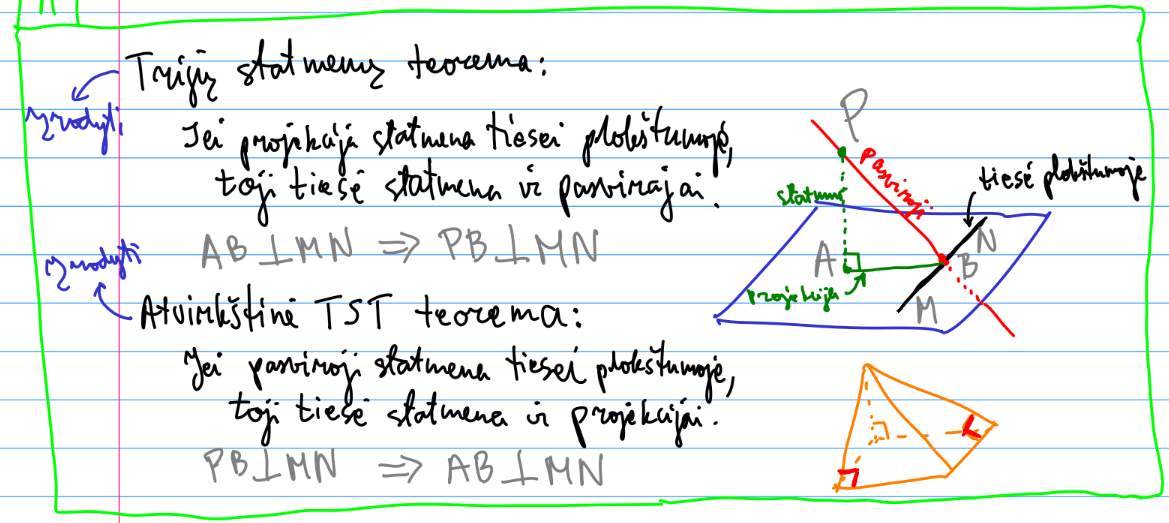 Trijų statmenų teorema:
Įrodyti
Jei projekcija statmena tiesei plokštumoje,
toji tiesė statmena ir pasvirajai.
AB⊥MN ⇒ PB⊥MN
Įrodyti
Atvirkštinė TST teorema:
Jei pasviroji statmena tiesei plokštumoje,
toji tiesė statmena ir projekcijai.
PB⊥MN ⇒ AB⊥MN
P
pasviroji
tiesė plokštumoje
statmuo
N
A
B
projekcija
M